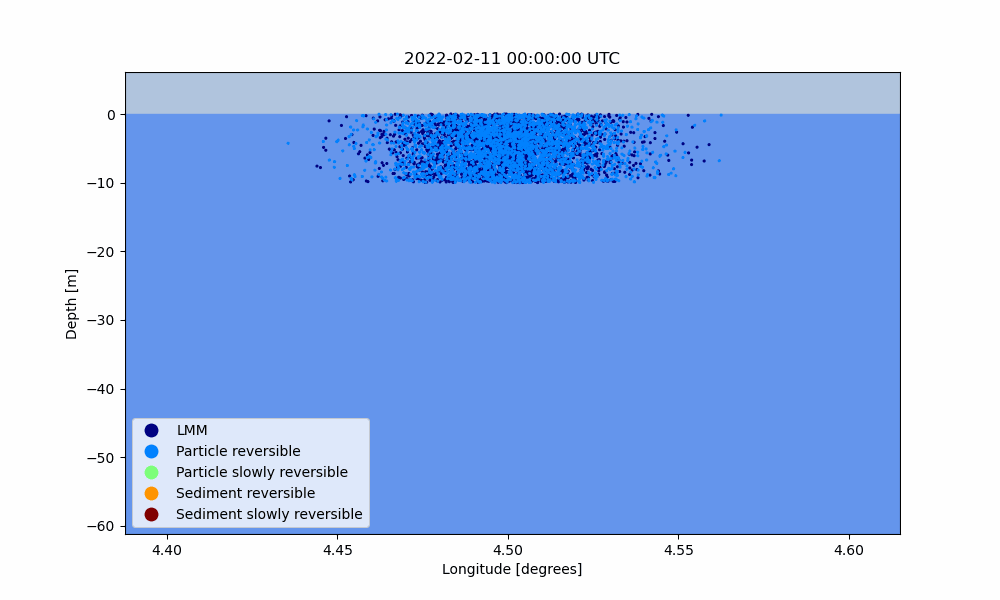 2022-02-11 00:00:00 UTC
0
−10
−20
−30
−40
−50
−60
Depth [m]
LMM
Particle reversible
Particle slowly reversible
Sediment reversible
Sediment slowly reversible
4.40 4.45 4.50 4.55 4.60
Longitude [degrees]